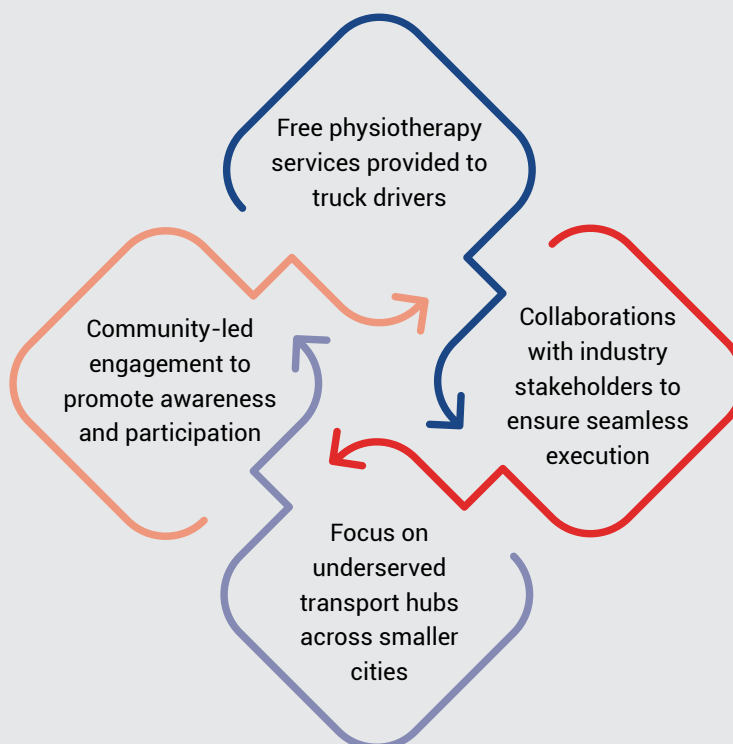 Free physiotherapy
services provided to
truck drivers
Community-led
engagement to
promote awareness
and participation
Collaborations
with industry
stakeholders to
ensure seamless
execution
Focus on
underserved
transport hubs
across smaller
cities